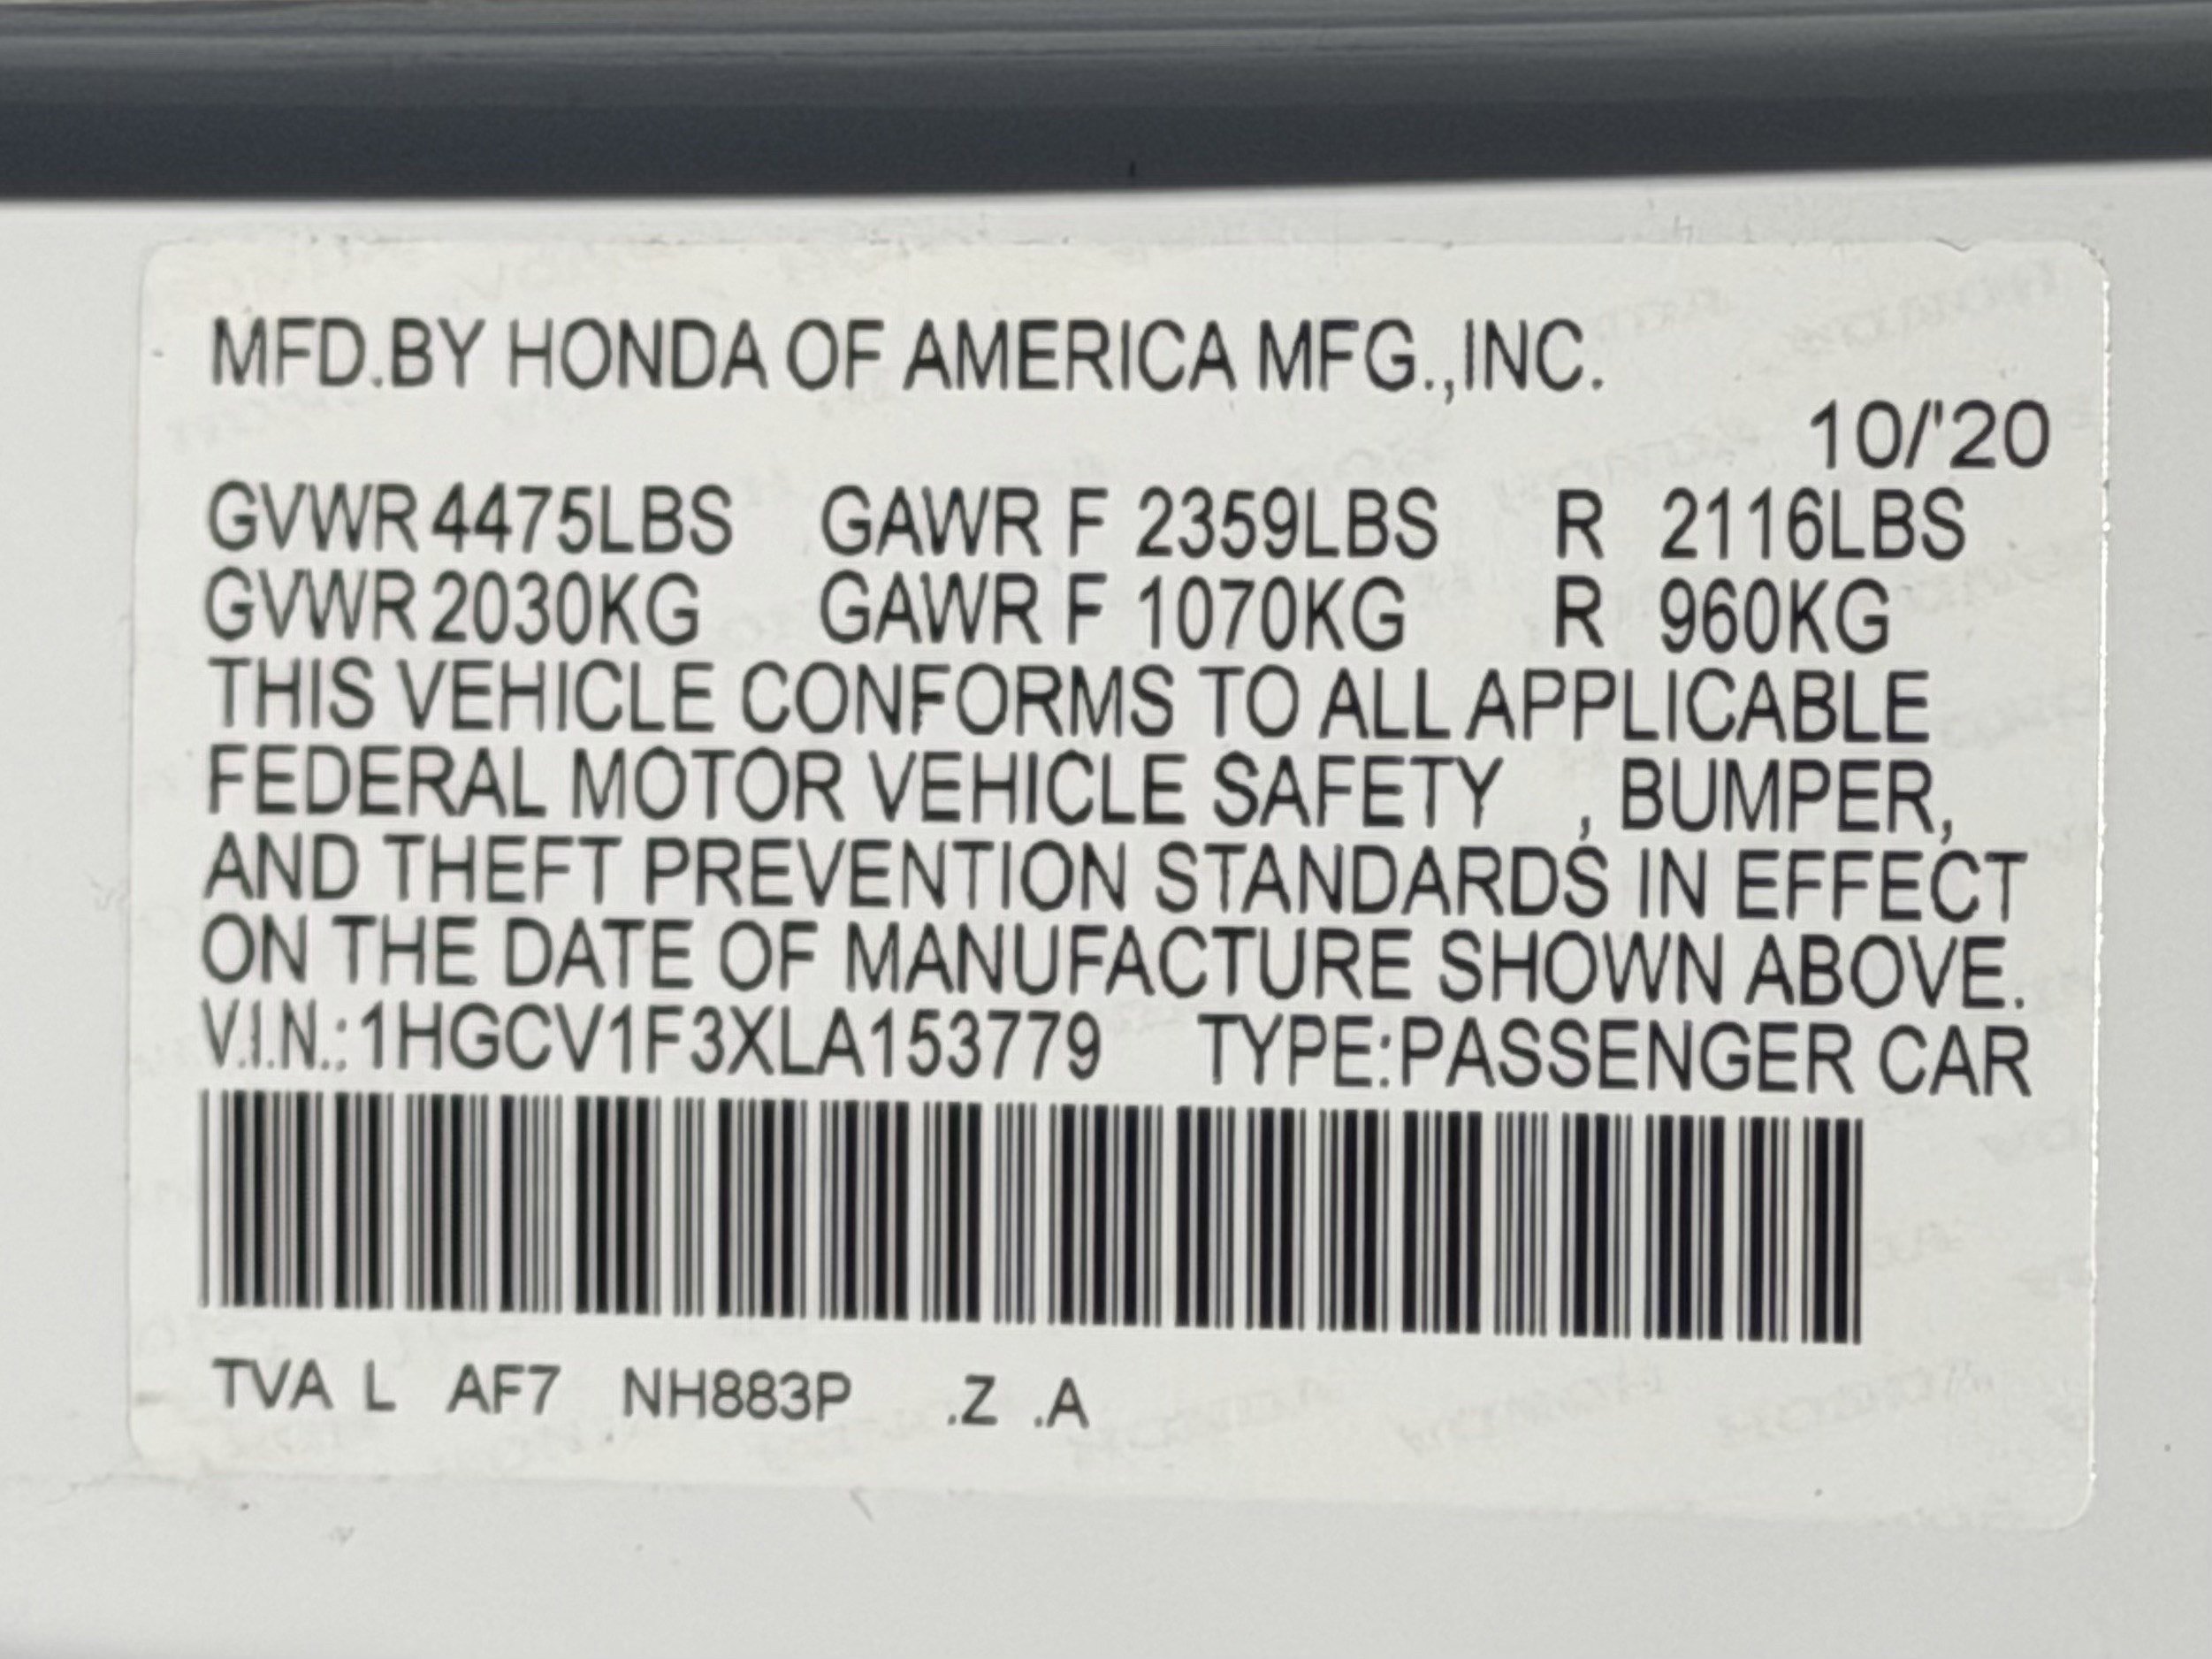 MFD.BY HONDA OF AMERICA MFG.,INC.
10/'20
GVWR 4475LBS GAWR F 2359LBS R 2116LBS
GVWR 2030KG GAWR F 1070KG R 960KG
THIS VEHICLE CONFORMS TO ALL APPLICABLE
FEDERAL MOTOR VEHICLE SAFETY , BUMPER,
AND THEFT PREVENTION STANDARDS IN EFFECT
ON THE DATE OF MANUFACTURE SHOWN ABOVE.
V.I.N.:1HGCV1F3XLA153779 TYPE:PASSENGER CAR
TVA L AF7 NH883P .Z .A